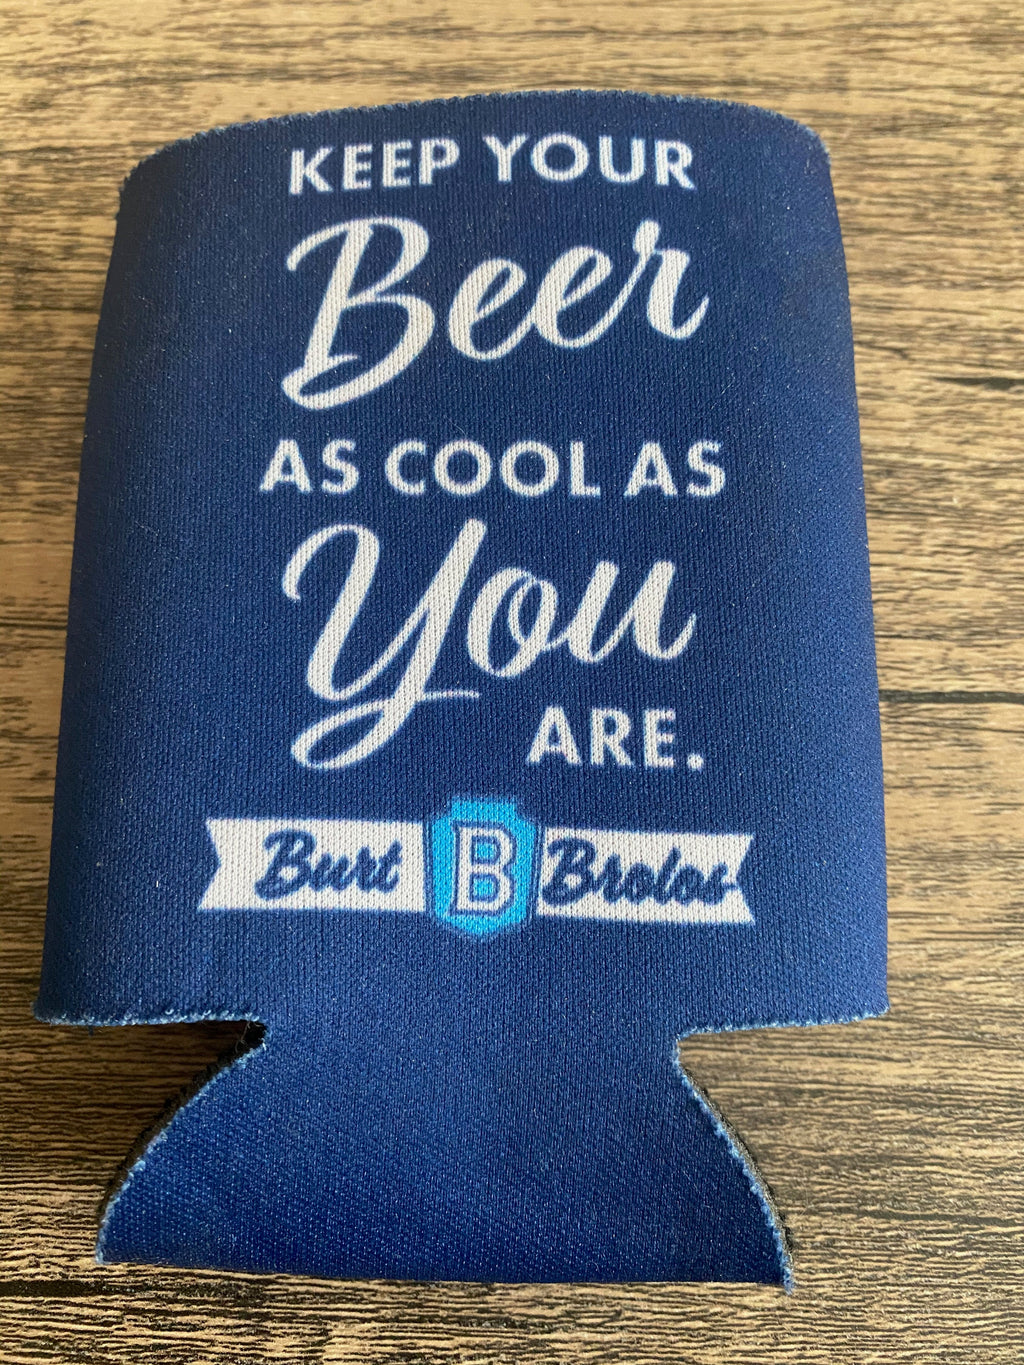 KEEP YOUR
Beer
AS COOL AS
You
ARE.
Burt B Brolos